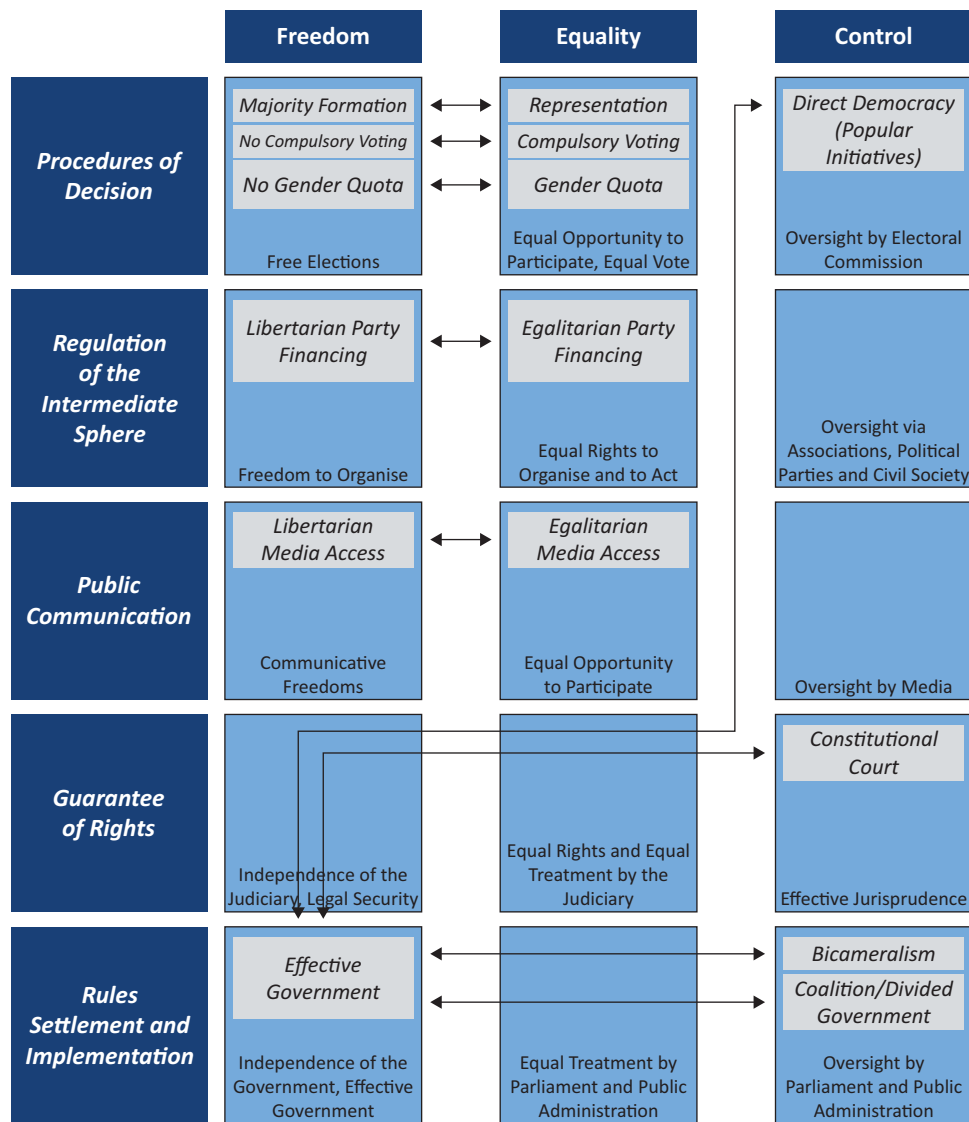 Freedom
Equality
Control
Procedures of
Decision
Majority Formation
No Compulsory Voting
No Gender Quota
Free Elections
Representation
Compulsory Voting
Gender Quota
Equal Opportunity to
Participate, Equal Vote
Direct Democracy
(Popular
Initiatives)
Oversight by Electoral
Commission
Regulation
of the
Intermediate
Sphere
Libertarian Party
Financing
Freedom to Organise
Egalitarian Party
Financing
Equal Rights to
Organise and to Act
Oversight via
Associations, Political
Parties and Civil Society
Public
Communication
Libertarian
Media Access
Communicative
Freedoms
Egalitarian
Media Access
Equal Opportunity
to Participate
Oversight by Media
Guarantee
of Rights
Independence of the
Judiciary, Legal Security
Equal Rights and Equal
Treatment by the
Judiciary
Constitutional
Court
Effective Jurisprudence
Rules
Settlement and
Implementation
Effective
Government
Independence of the
Government, Effective
Government
Equal Treatment by
Parliament and Public
Administration
Bicameralism
Coalition/Divided
Government
Oversight by
Parliament and Public
Administration